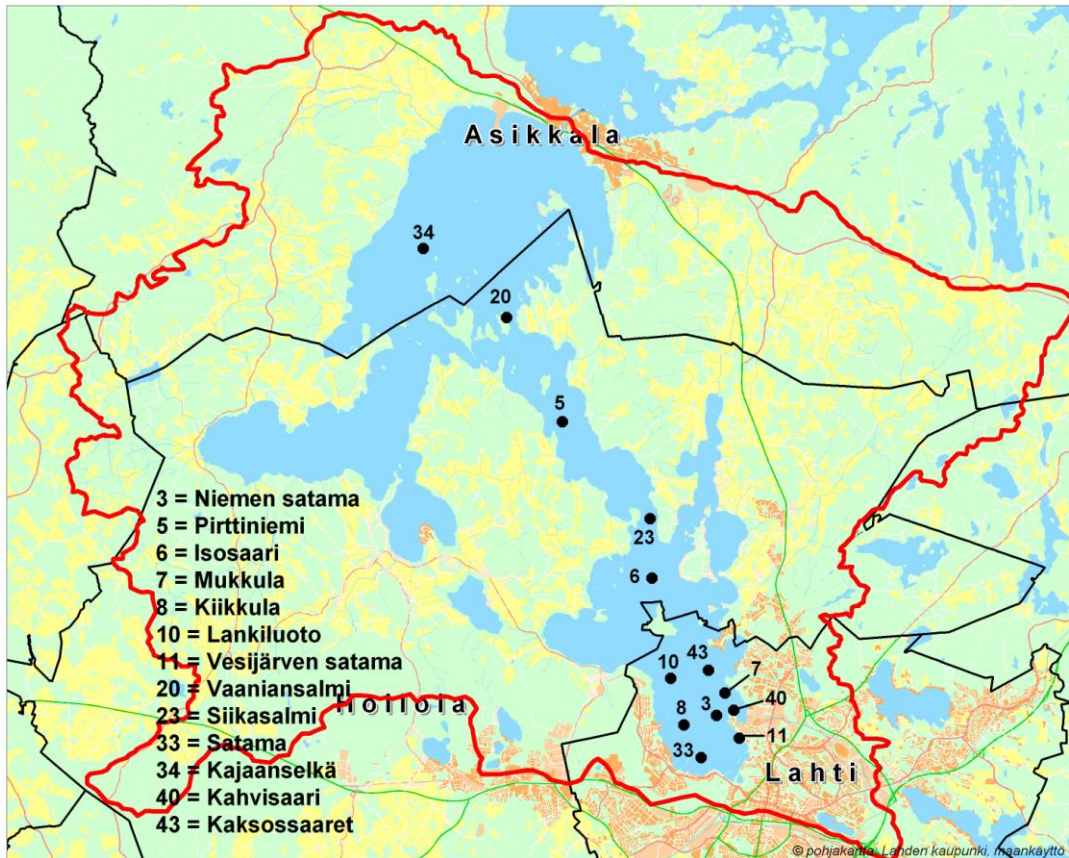 Asikkala
34
20
5
23
6
3 = Niemen satama
5 = Pirttiniemi
6 = Isosaari
7 = Mukkula
8 = Kiikkula
10 = Lankiluoto
11 = Vesijärven satama
20 = Vaaniansalmi
23 = Siikasalmi
33 = Satama
34 = Kajaanselkä
40 = Kahvisaari
43 = Kaksossaaret
43
10
7
40
3
8
11
33
Hollola
Lahti
© pohjakartta: Lahden kaupunki, maankäyttö